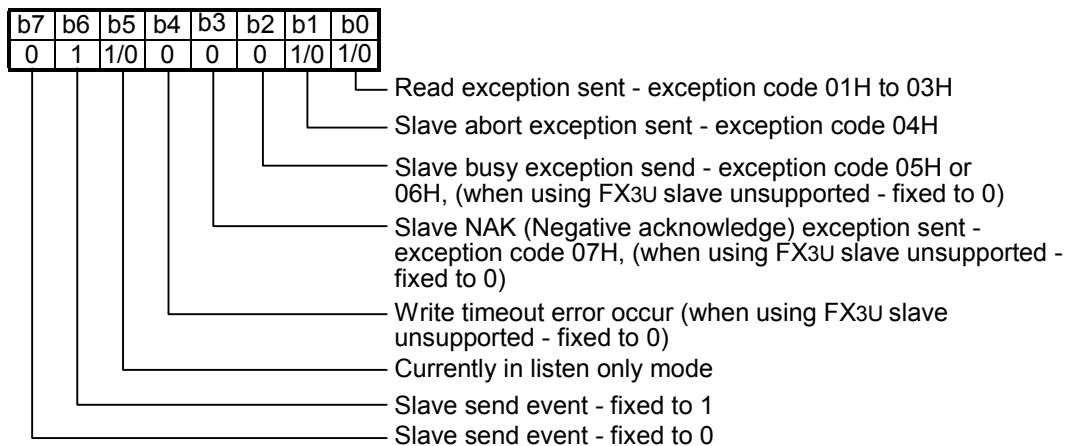 b7 b6 b5 b4 b3 b2 b1 b0
0 1 1/0 0 0 0 1/0 1/0
Read exception sent - exception code 01H to 03H
Slave abort exception sent - exception code 04H
Slave busy exception send - exception code 05H or
06H, (when using FX3U slave unsupported - fixed to 0)
Slave NAK (Negative acknowledge) exception sent -
exception code 07H, (when using FX3U slave unsupported -
fixed to 0)
Write timeout error occur (when using FX3U slave
unsupported - fixed to 0)
Currently in listen only mode
Slave send event - fixed to 1
Slave send event - fixed to 0